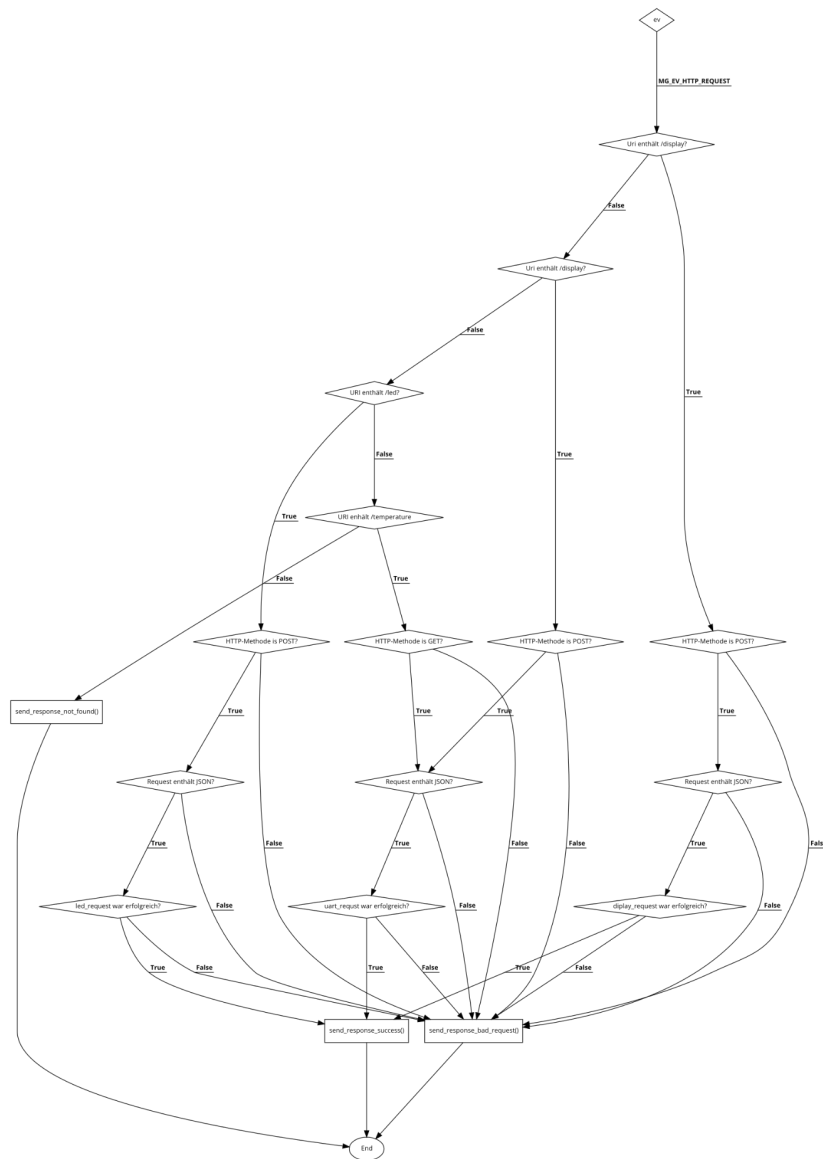 ev
MG_EV_HTTP_REQUEST
Uri enthält /display?
False
Uri enthält /display?
False
URI enthält /led?
True
True
False
URI enhält /temperature
True
False
True
HTTP-Methode is POST?
HTTP-Methode is GET?
HTTP-Methode is POST?
HTTP-Methode is POST?
send_response_not_found()
True
True
True
True
Request enthält JSON?
Request enthält JSON?
Request enthält JSON?
True
False
True
False
False
True
Fals
led_request war erfolgreich?
False
uart_requst war erfolgreich?
False
diplay_request war erfolgreich?
False
True
False
True
False
True
False
send_response_success()
send_response_bad_request()
End